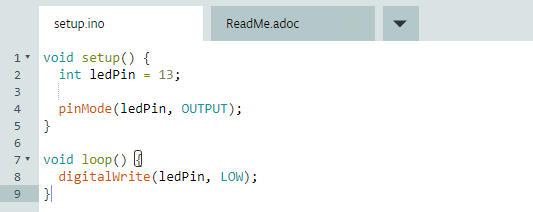 setup.ino ReadMe.adoc
1 void setup() {
2 int ledPin = 13;
3
4 pinMode(ledPin, OUTPUT);
5 }
6
7 void loop() {
8 digitalWrite(ledPin, LOW);
9 }